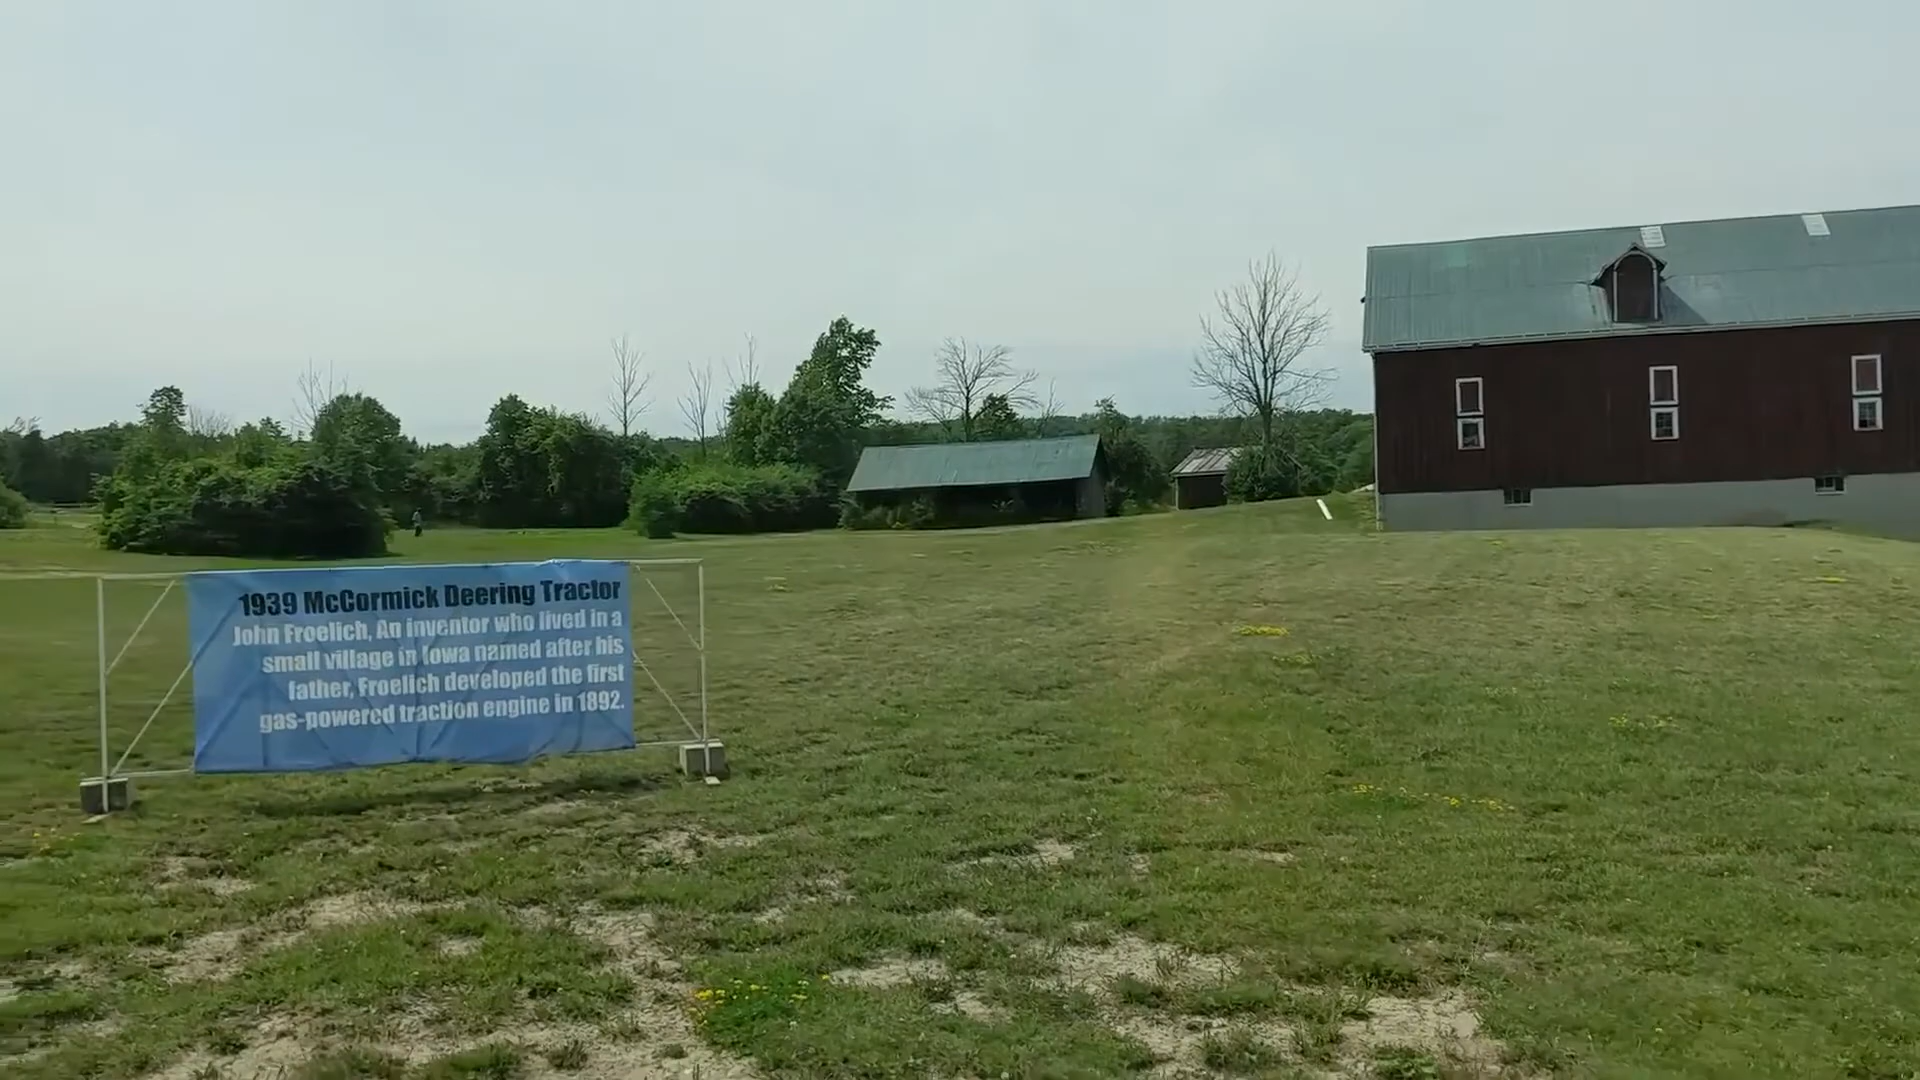 1939 McCormick Deering Tractor
John Froelich, An inventor who lived in a
small village in Iowa named after his
father, Froelich developed the first
gas-powered traction engine in 1892.